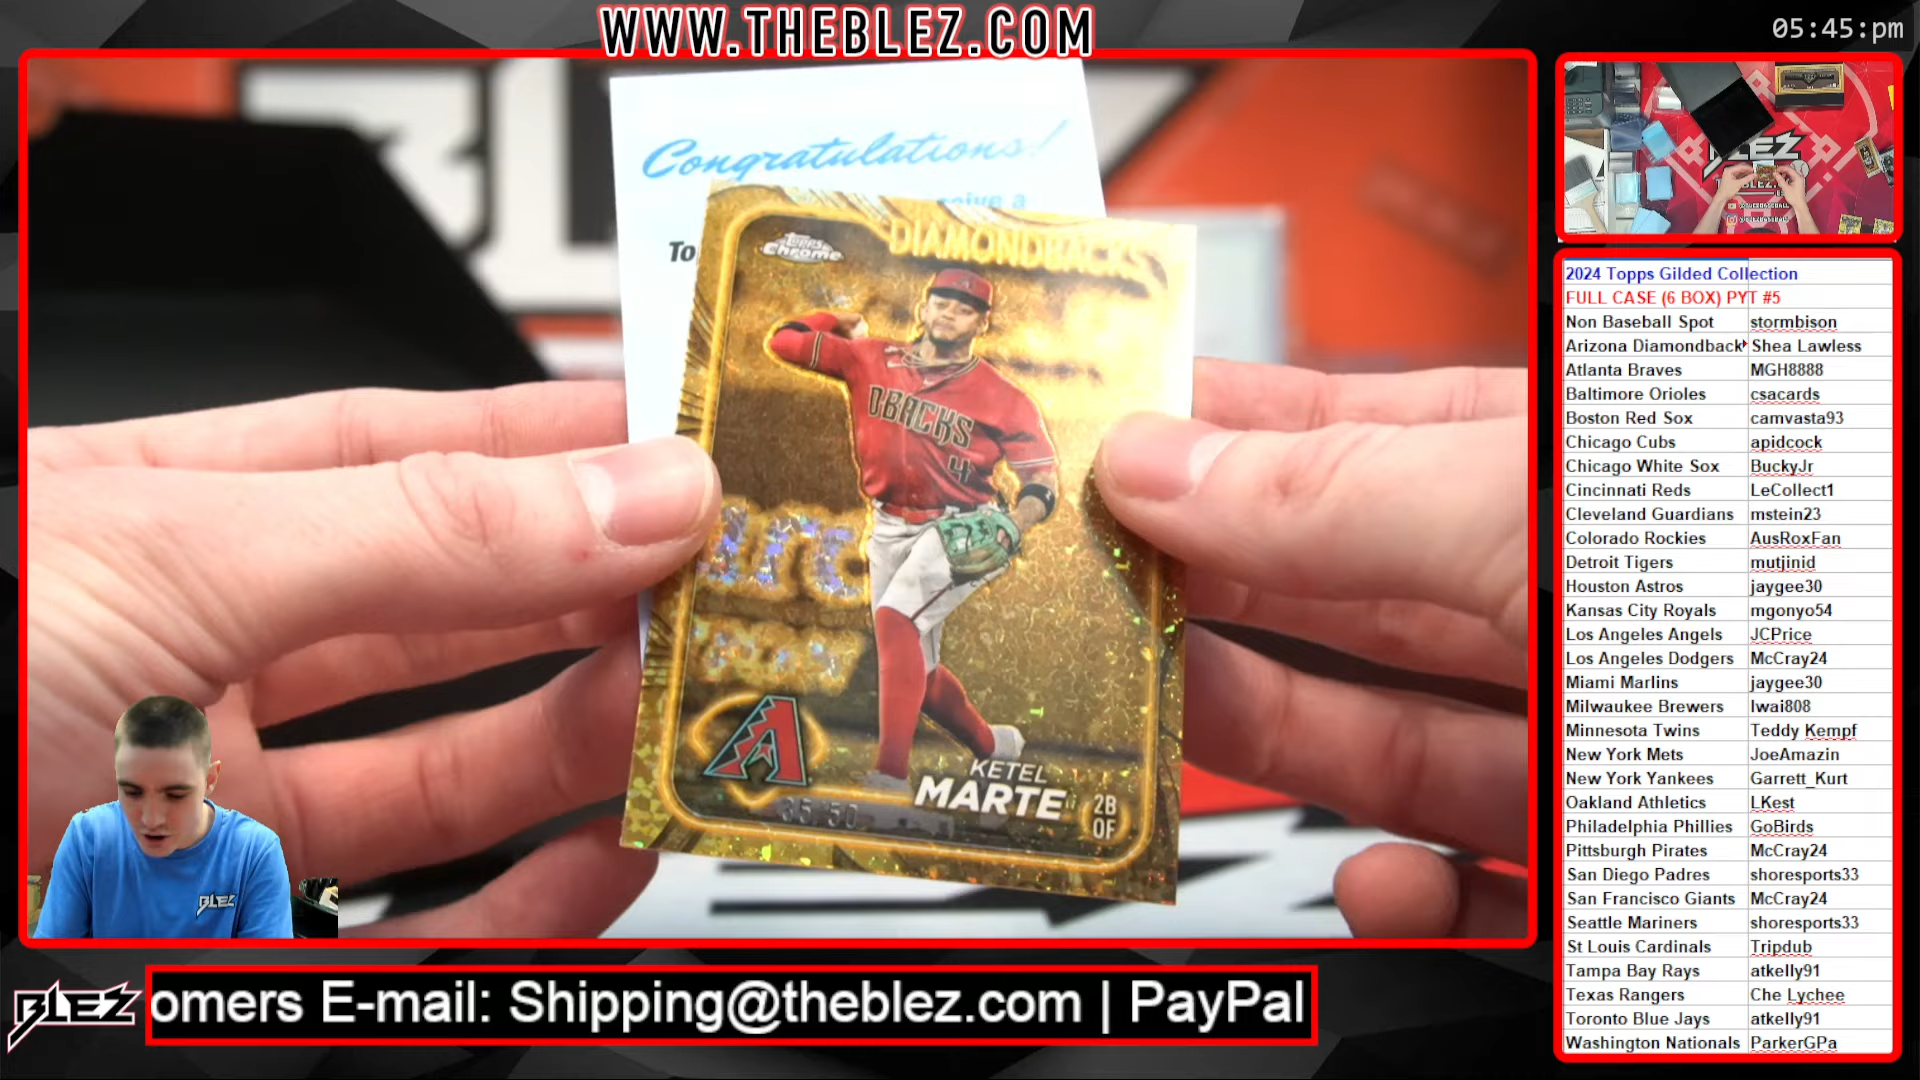 WWW.THEBLEZ.COM
05:45:pm
Congratulations!
To
Topps
Chrome
DIAMONDBACKS
DBACKS
4
KETEL
MARTE
2B
OF
35/50
BLEZ
2024 Topps Gilded Collection
FULL CASE (6 BOX) PYT #5
Non Baseball Spot stormbison
Arizona Diamondback Shea Lawless
Atlanta Braves MGH8888
Baltimore Orioles csacards
Boston Red Sox camvasta93
Chicago Cubs apidcock
Chicago White Sox BuckyJr
Cincinnati Reds LeCollect1
Cleveland Guardians mstein23
Colorado Rockies AusRoxFan
Detroit Tigers mutjinid
Houston Astros jaygee30
Kansas City Royals mgonyo54
Los Angeles Angels JCPrice
Los Angeles Dodgers McCray24
Miami Marlins jaygee30
Milwaukee Brewers Iwai808
Minnesota Twins Teddy Kempf
New York Mets JoeAmazin
New York Yankees Garrett_Kurt
Oakland Athletics LKest
Philadelphia Phillies GoBirds
Pittsburgh Pirates McCray24
San Diego Padres shoresports33
San Francisco Giants McCray24
Seattle Mariners shoresports33
St Louis Cardinals Tripdub
Tampa Bay Rays atkelly91
Texas Rangers Che Lychee
Toronto Blue Jays atkelly91
Washington Nationals ParkerGPa
BLEZ
omers E-mail: Shipping@theblez.com | PayPal